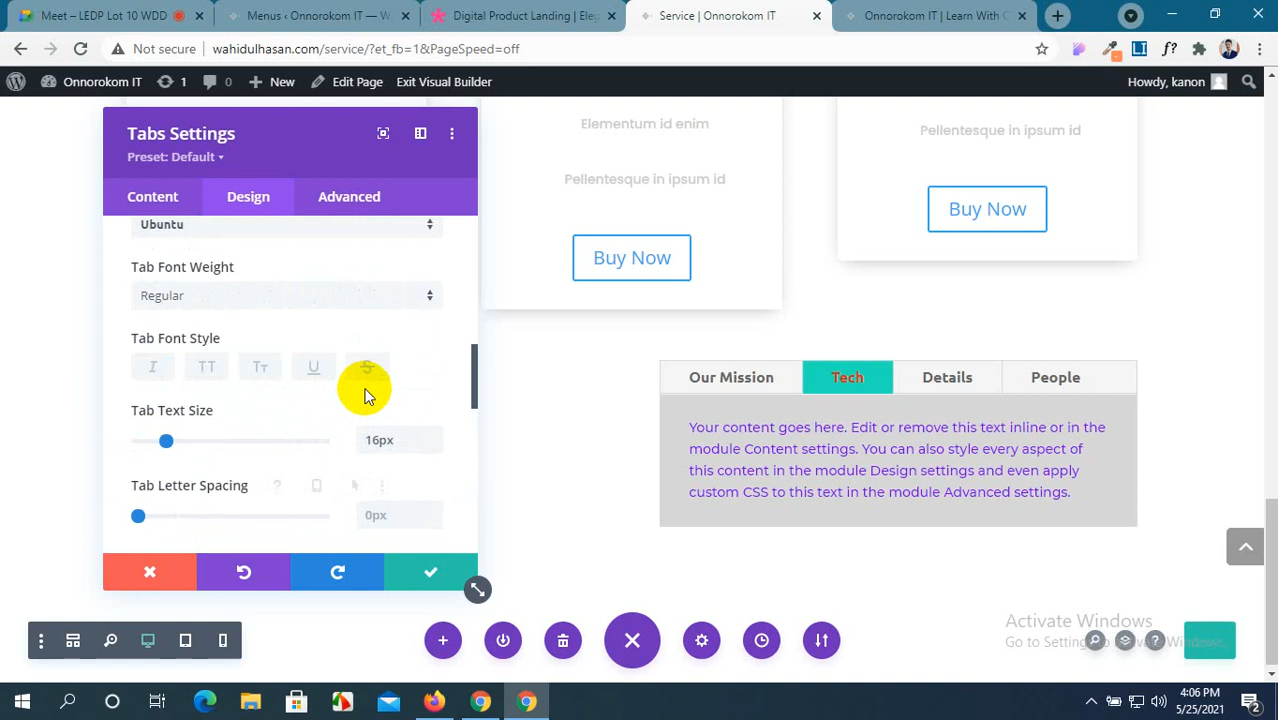 Meet – LEDP Lot 10 WDD
Menus ‹ Onnorokom IT — W
Digital Product Landing | Eleg
Service | Onnorokom IT
Onnorokom IT | Learn With C
Not secure
wahidulhasan.com/service/?et_fb=1&PageSpeed=off
Onnorokom IT
1
0
New
Edit Page
Exit Visual Builder
Howdy, kanon
Tabs Settings
Preset: Default
Content
Design
Advanced
Ubuntu
Tab Font Weight
Regular
Tab Font Style
I
TT
Tт
U
S
Tab Text Size
16px
Tab Letter Spacing
0px
Elementum id enim
Pellentesque in ipsum id
Buy Now
Pellentesque in ipsum id
Buy Now
Our Mission
Tech
Details
People
Your content goes here. Edit or remove this text inline or in the
module Content settings. You can also style every aspect of
this content in the module Design settings and even apply
custom CSS to this text in the module Advanced settings.
Activate Windows
Go to Settings to Activate Windows.
4:06 PM
5/25/2021
2